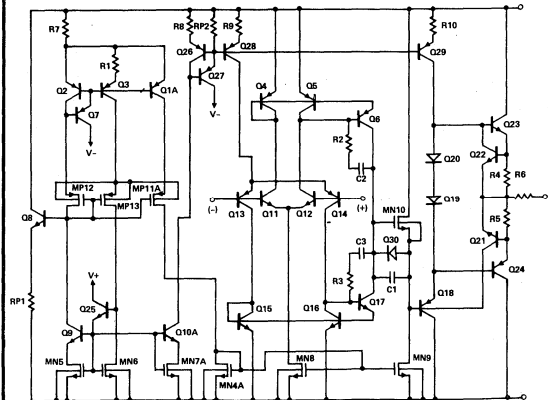 R7 R8 RP2 R9 R10
Q26 Q28 Q29
R1
Q2 Q3 Q1A Q27 Q4 Q5
Q7 Q6 Q23
V- V- R2 Q22
Q20 R4 R6
C2
MP12 MP11A
MP13 Q19
Q8 (-) Q13 Q11 Q12 Q14 (+) MN10
R5
C3 Q30 Q21
V+ Q24
R3 C1
RP1 Q25 Q15 Q16 Q17 Q18
Q9 Q10A
MN5 MN6 MN7A MN8 MN9
MN4A